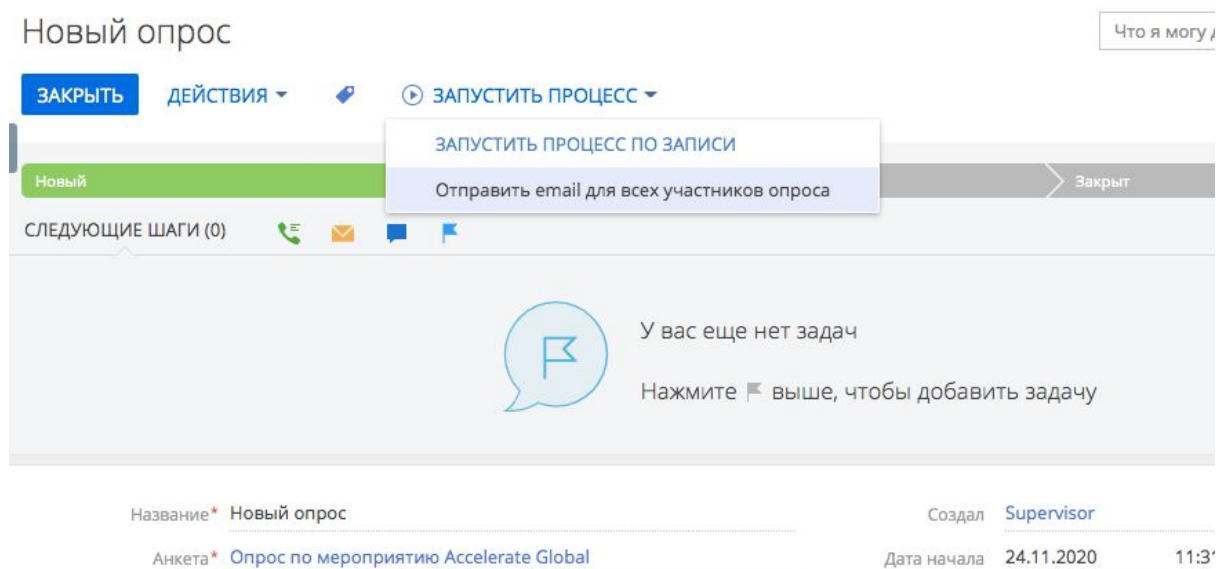 Новый опрос
Что я могу
ЗАКРЫТЬ ДЕЙСТВИЯ ЗАПУСТИТЬ ПРОЦЕСС
ЗАПУСТИТЬ ПРОЦЕСС ПО ЗАПИСИ
Новый Отправить email для всех участников опроса Закрыт
СЛЕДУЮЩИЕ ШАГИ (0)
У вас еще нет задач
Нажмите выше, чтобы добавить задачу
Название* Новый опрос Создал Supervisor
Анкета* Опрос по мероприятию Accelerate Global Дата начала 24.11.2020 11:31